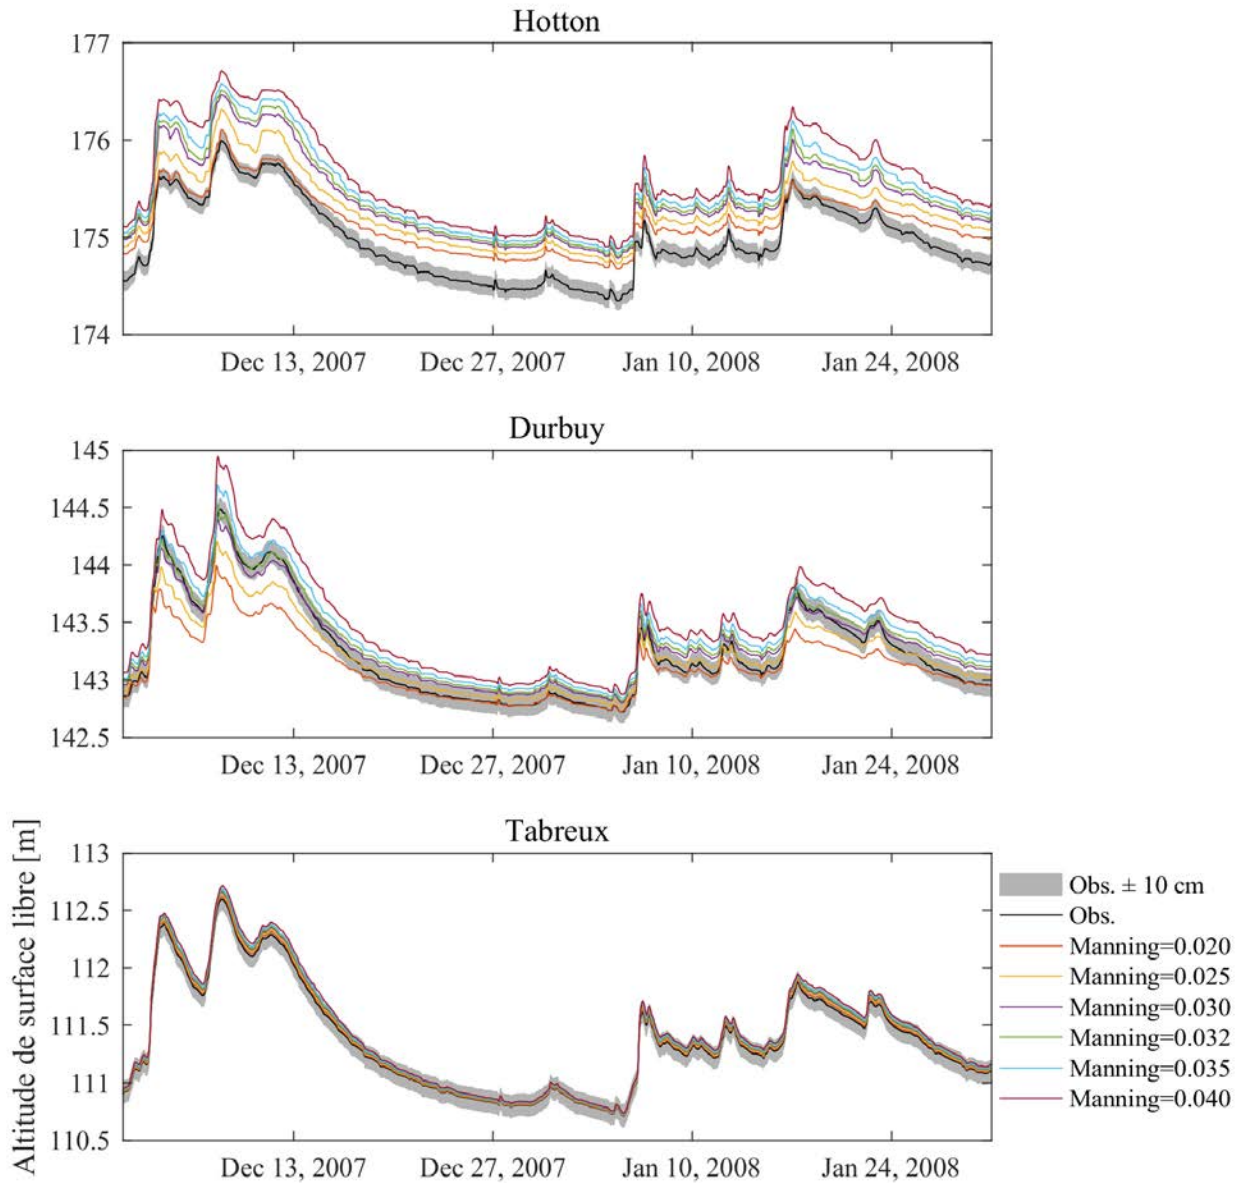 Hotton
177
176
175
174
Dec 13, 2007 Dec 27, 2007 Jan 10, 2008 Jan 24, 2008
Durbuy
145
144.5
144
143.5
143
142.5
Dec 13, 2007 Dec 27, 2007 Jan 10, 2008 Jan 24, 2008
Tabreux
Altitude de surface libre [m]
113
112.5
112
111.5
111
110.5
Dec 13, 2007 Dec 27, 2007 Jan 10, 2008 Jan 24, 2008
Obs. ± 10 cm
Obs.
Manning=0.020
Manning=0.025
Manning=0.030
Manning=0.032
Manning=0.035
Manning=0.040